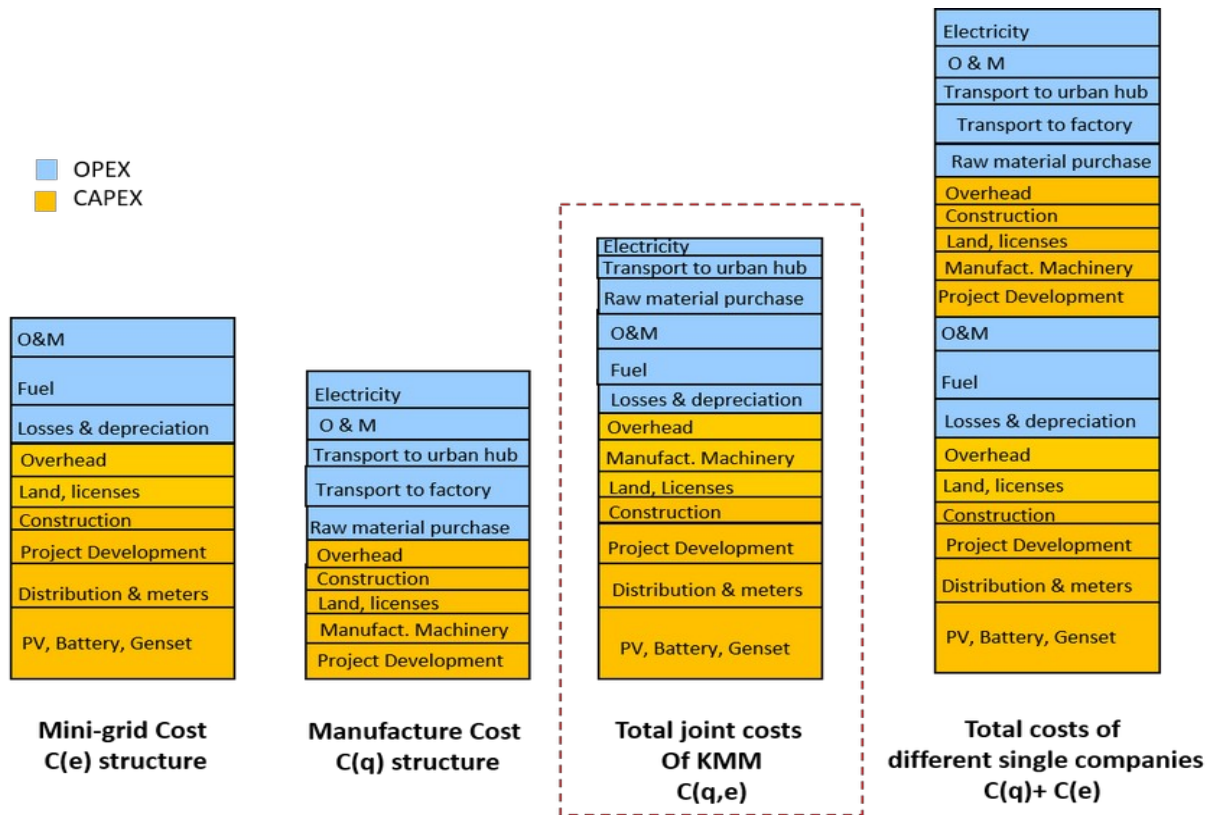 OPEX
CAPEX
O&M
Fuel
Losses & depreciation
Overhead
Land, licenses
Construction
Project Development
Distribution & meters
PV, Battery, Genset
Mini-grid Cost
C(e) structure
Electricity
O & M
Transport to urban hub
Transport to factory
Raw material purchase
Overhead
Construction
Land, licenses
Manufact. Machinery
Project Development
Manufacture Cost
C(q) structure
Electricity
Transport to urban hub
Raw material purchase
O&M
Fuel
Losses & depreciation
Overhead
Manufact. Machinery
Land, Licenses
Construction
Project Development
Distribution & meters
PV, Battery, Genset
Total joint costs
Of KMM
C(q,e)
Electricity
O & M
Transport to urban hub
Transport to factory
Raw material purchase
Overhead
Construction
Land, licenses
Manufact. Machinery
Project Development
O&M
Fuel
Losses & depreciation
Overhead
Land, licenses
Construction
Project Development
Distribution & meters
PV, Battery, Genset
Total costs of
different single companies
C(q)+ C(e)